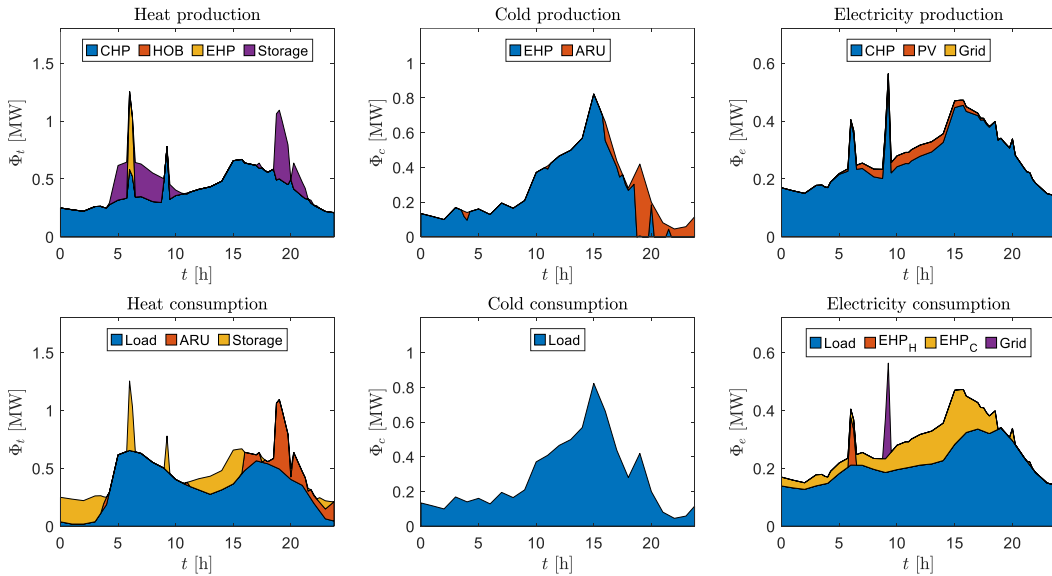 Heat production
CHP HOB EHP Storage
Φt [MW]
1.5
1
0.5
0
0 5 10 15 20
t [h]
Cold production
EHP ARU
Φc [MW]
1
0.8
0.6
0.4
0.2
0
0 5 10 15 20
t [h]
Electricity production
CHP PV Grid
Φe [MW]
0.6
0.4
0.2
0
0 5 10 15 20
t [h]
Heat consumption
Load ARU Storage
Φt [MW]
1.5
1
0.5
0
0 5 10 15 20
t [h]
Cold consumption
Load
Φc [MW]
1
0.8
0.6
0.4
0.2
0
0 5 10 15 20
t [h]
Electricity consumption
Load EHP_H EHP_C Grid
Φe [MW]
0.6
0.4
0.2
0
0 5 10 15 20
t [h]